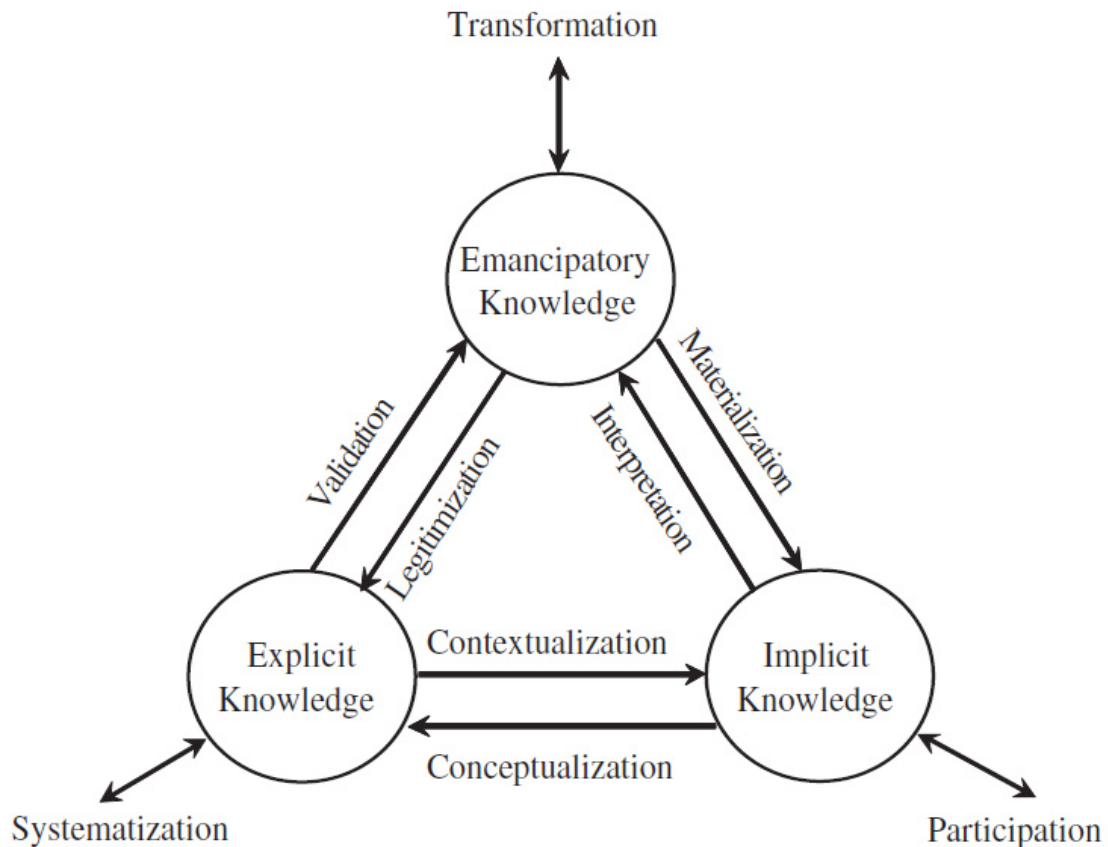 Transformation
Emancipatory
Knowledge
Validation
Legitimization
Interpretation
Materialization
Explicit
Knowledge
Contextualization
Conceptualization
Implicit
Knowledge
Systematization
Participation